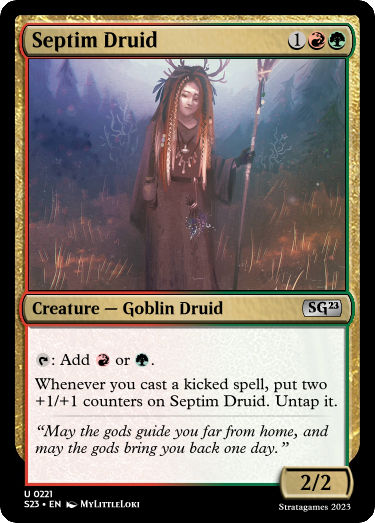 Septim Druid 1
Creature — Goblin Druid SG23
: Add or .
Whenever you cast a kicked spell, put two
+1/+1 counters on Septim Druid. Untap it.
“May the gods guide you far from home, and
may the gods bring you back one day.”
2/2
U 0221
S23 • EN MyLittleLoki
Stratagames 2023